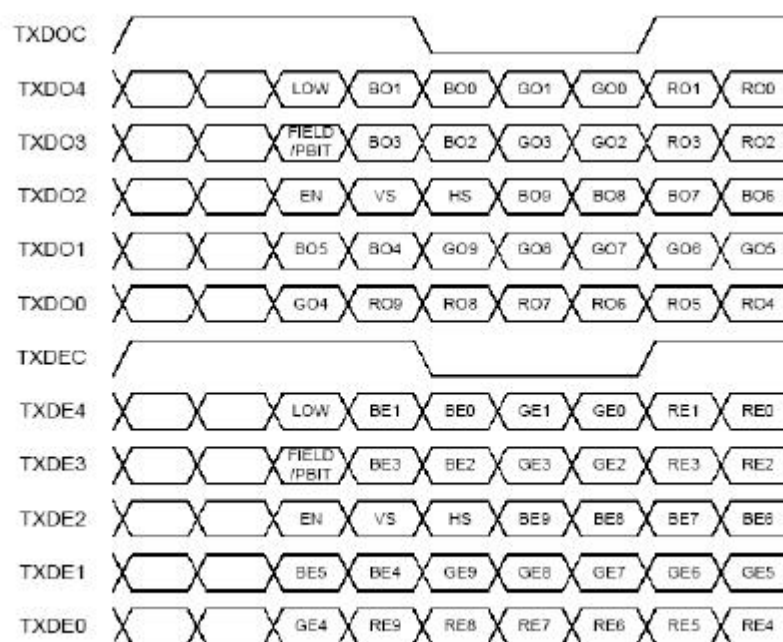 TXDOC
TXDO4 LOW BO1 BO0 GO1 GO0 RO1 RO0
TXDO3 FIELD /PBIT BO3 BO2 GO3 GO2 RO3 RO2
TXDO2 EN VS HS BO9 BO8 BO7 BO6
TXDO1 BO5 BO4 GO9 GO8 GO7 GO6 GO5
TXDO0 GO4 RO9 RO8 RO7 RO6 RO5 RO4
TXDEC
TXDE4 LOW BE1 BE0 GE1 GE0 RE1 RE0
TXDE3 FIELD /PBIT BE3 BE2 GE3 GE2 RE3 RE2
TXDE2 EN VS HS BE9 BE8 BE7 BE6
TXDE1 BE5 BE4 GE9 GE8 GE7 GE6 GE5
TXDE0 GE4 RE9 RE8 RE7 RE6 RE5 RE4